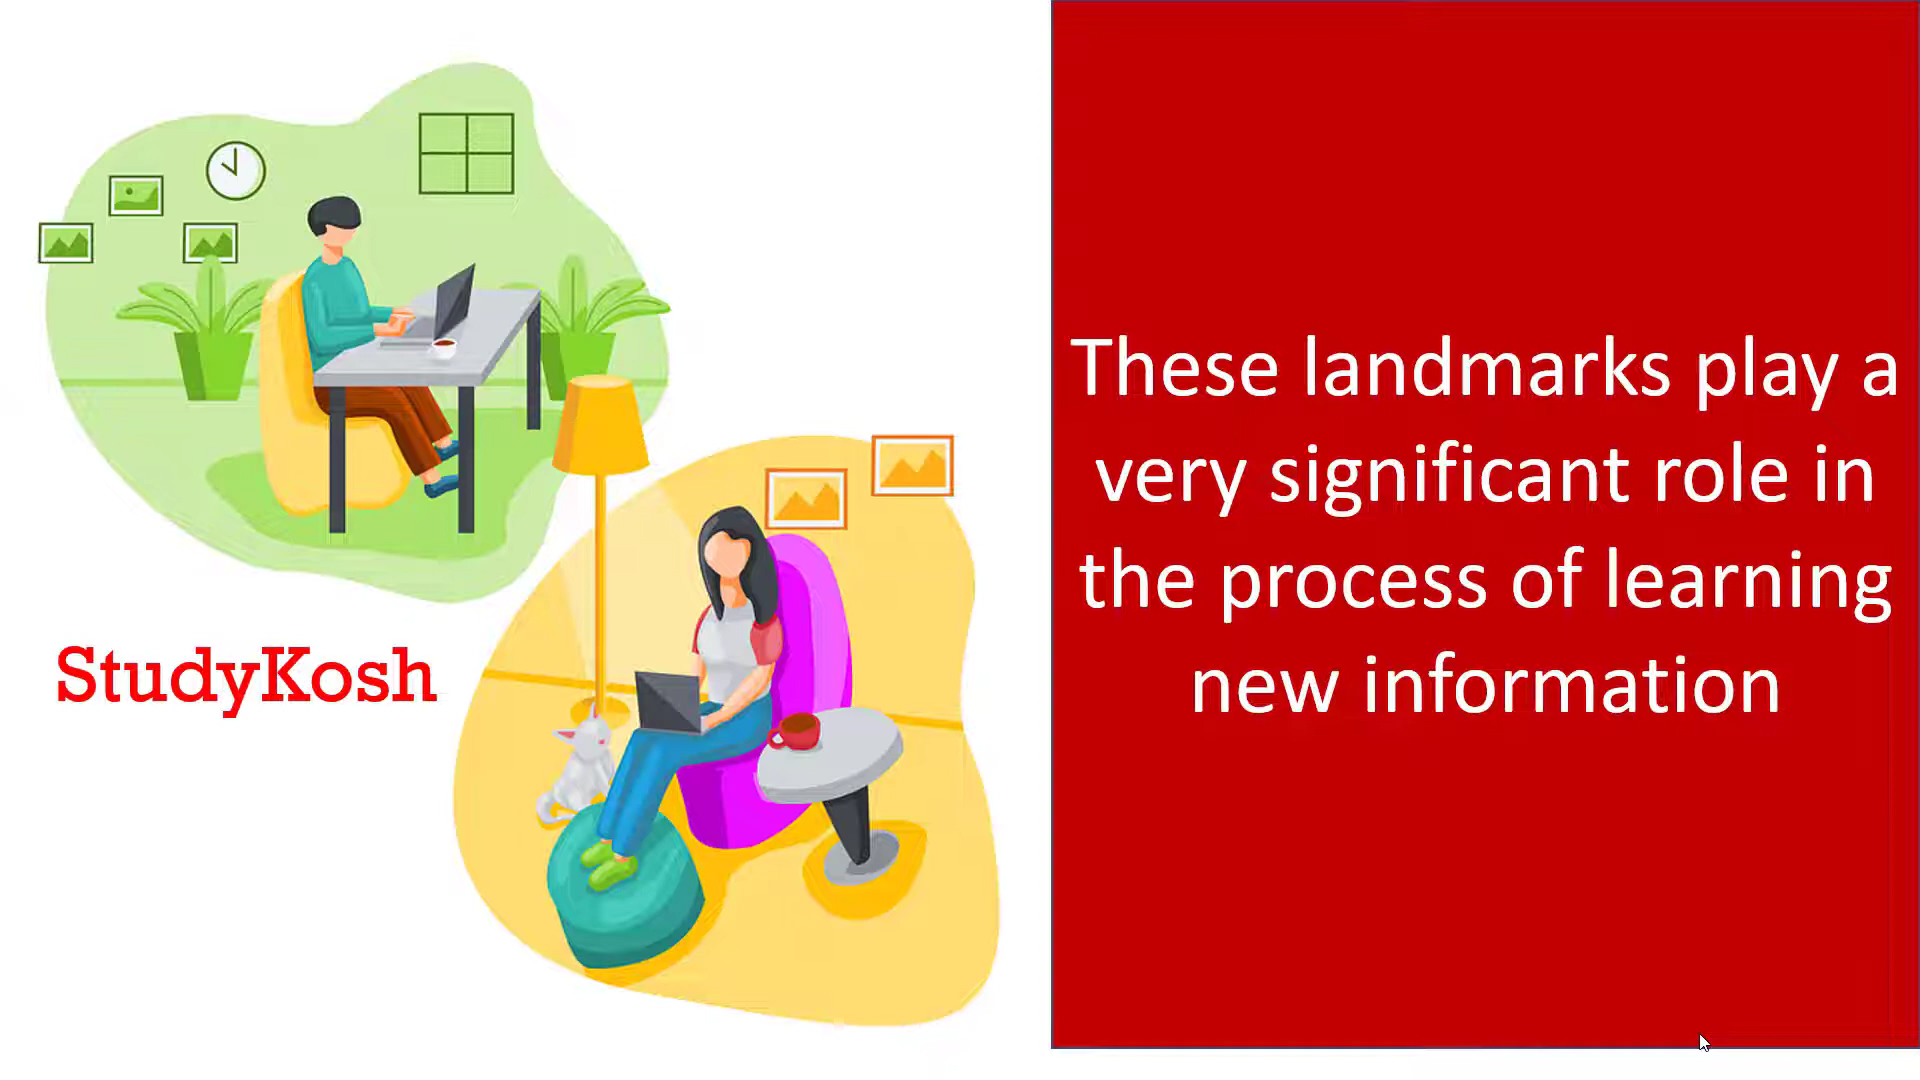 StudyKosh
These landmarks play a
very significant role in
the process of learning
new information